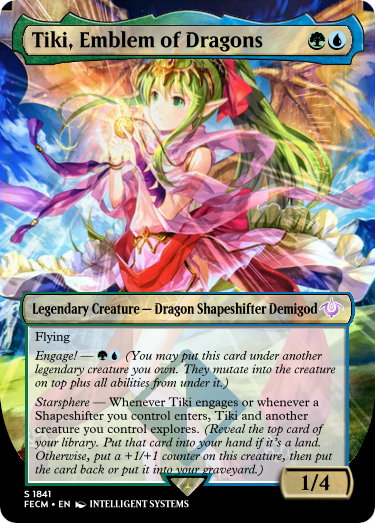 Tiki, Emblem of Dragons
Legendary Creature — Dragon Shapeshifter Demigod
Flying
Engage! — (You may put this card under another
legendary creature you own. They mutate into the creature
on top plus all abilities from under it.)
Starsphere — Whenever Tiki engages or whenever a
Shapeshifter you control enters, Tiki and another
creature you control explores. (Reveal the top card of
your library. Put that card into your hand if it's a land.
Otherwise, put a +1/+1 counter on this creature, then put
the card back or put it into your graveyard.)
1/4
S 1841
FECM • EN INTELLIGENT SYSTEMS